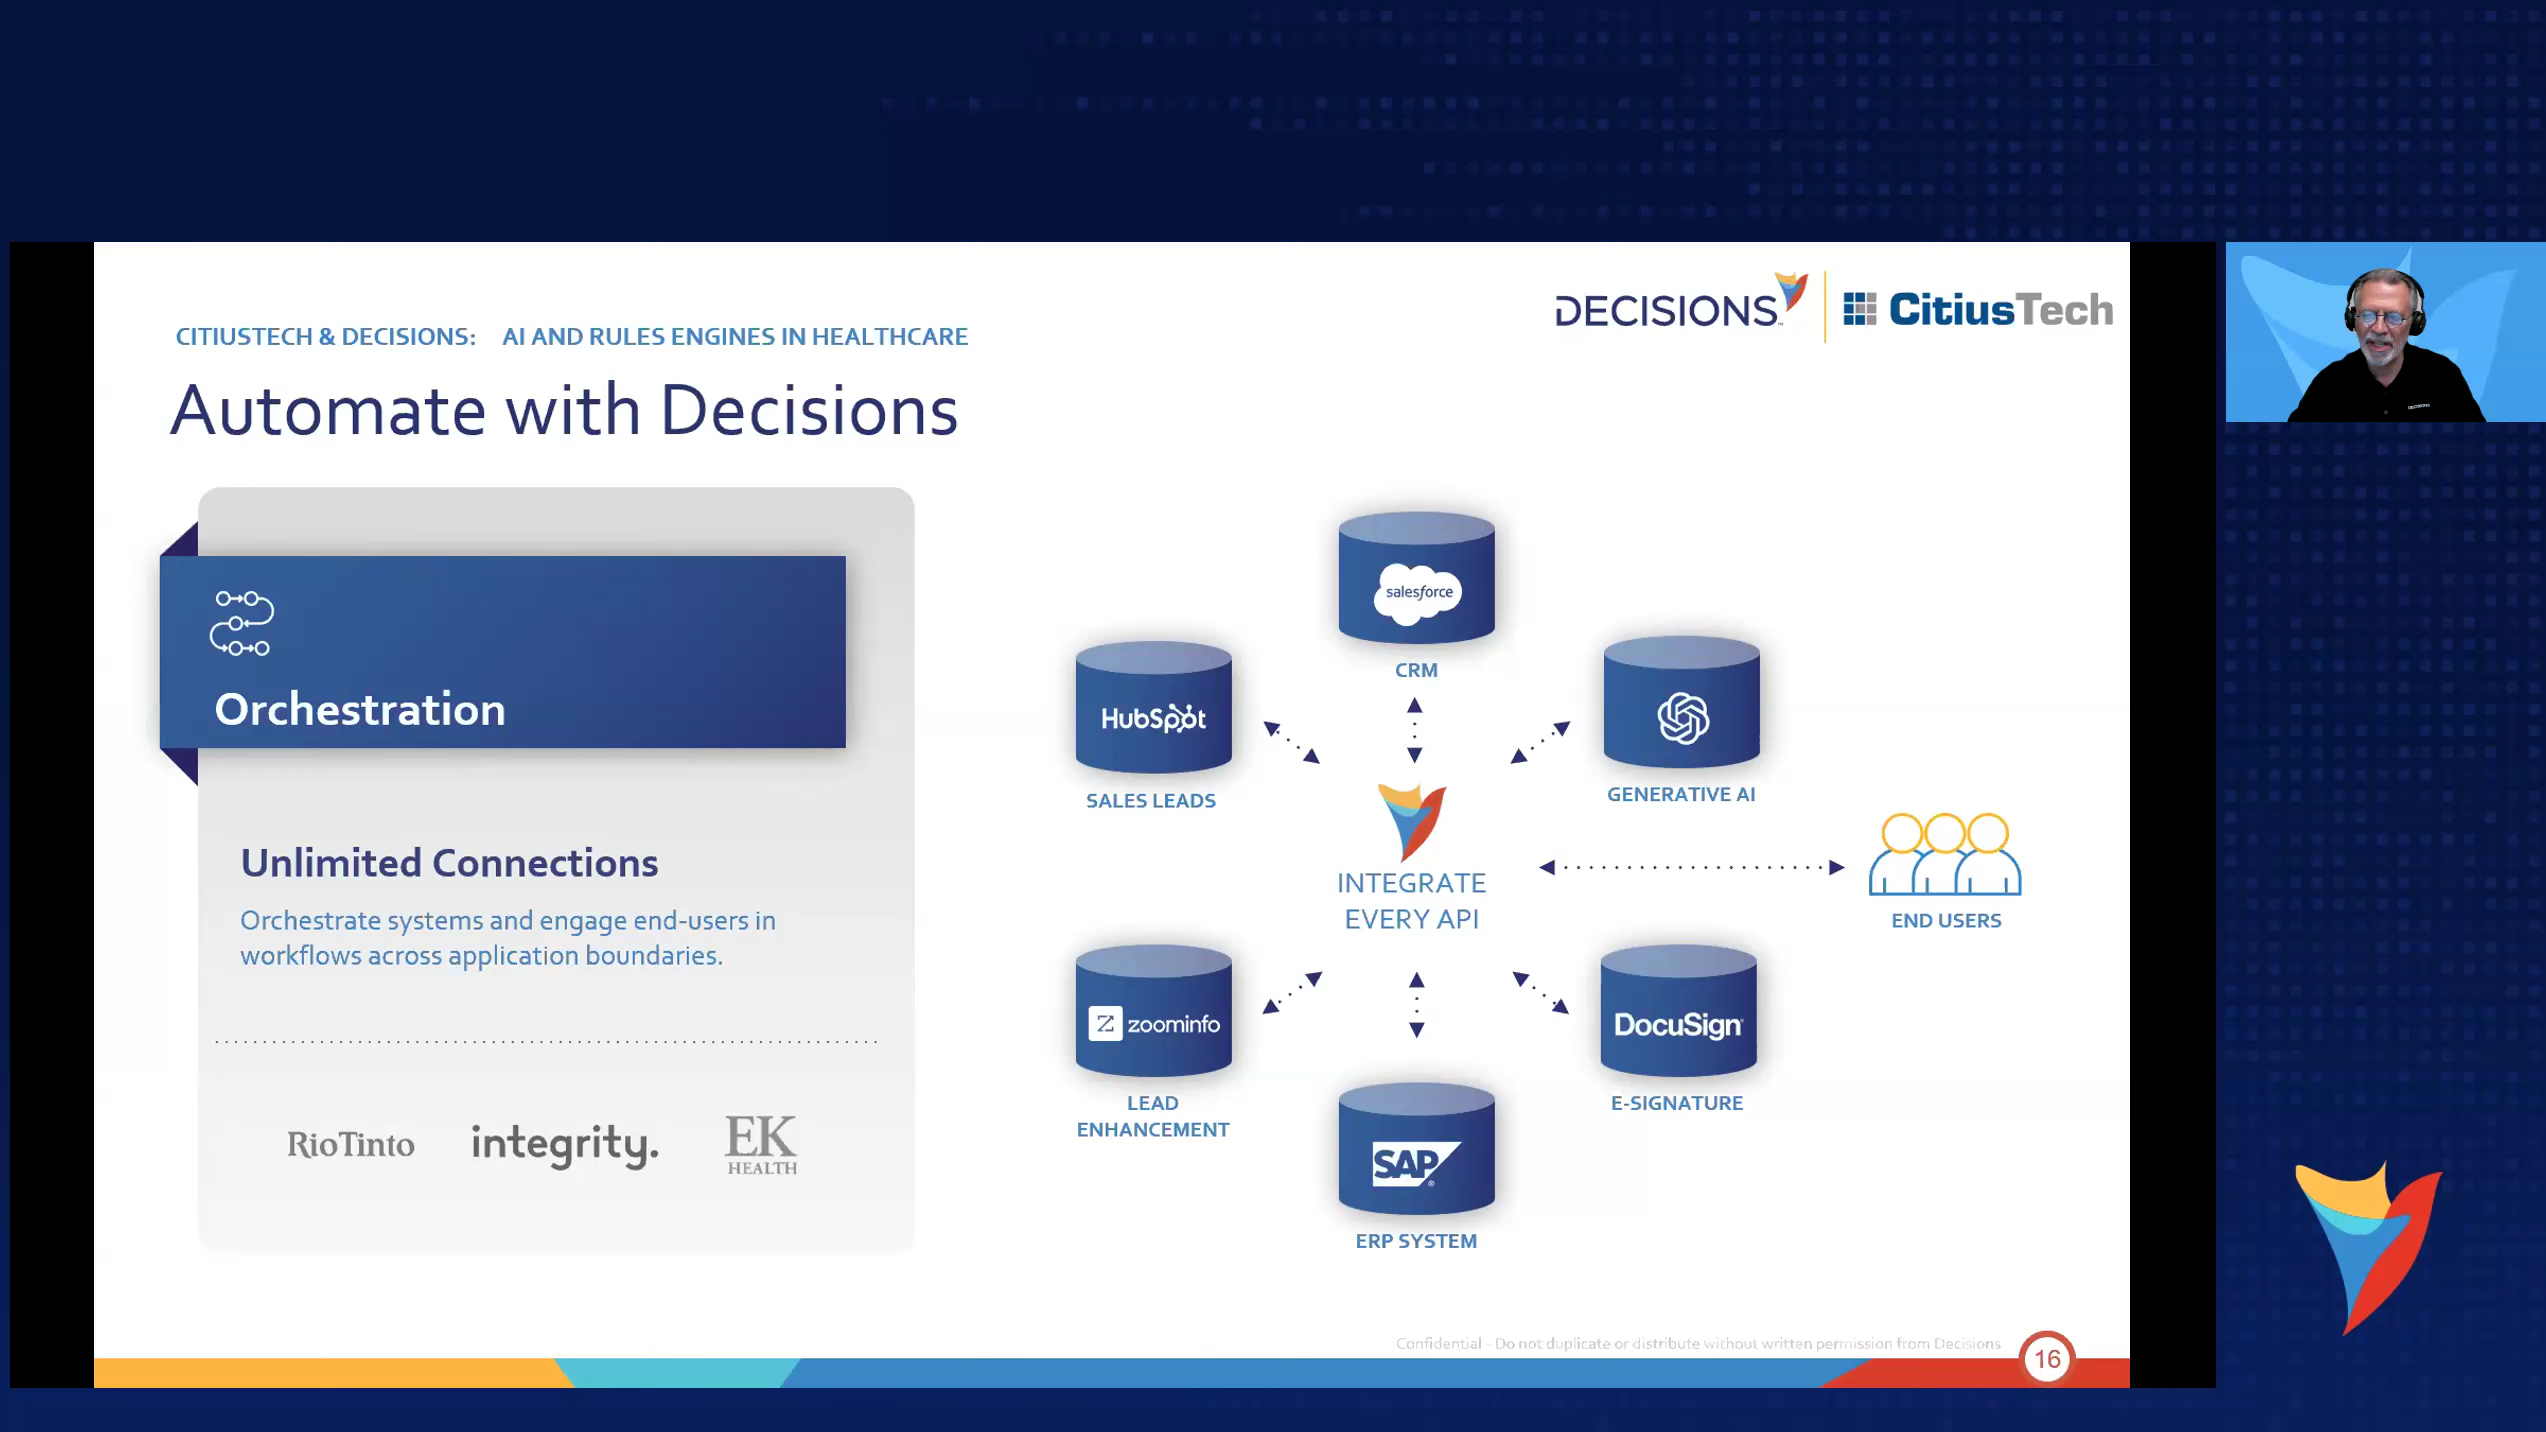 DECISIONS
CitiusTech
CITIUSTECH & DECISIONS: AI AND RULES ENGINES IN HEALTHCARE
Automate with Decisions
Orchestration
Unlimited Connections
Orchestrate systems and engage end-users in
workflows across application boundaries.
RioTinto
integrity.
EK
HEALTH
salesforce
CRM
HubSpot
SALES LEADS
GENERATIVE AI
INTEGRATE
EVERY API
END USERS
zoominfo
LEAD
ENHANCEMENT
DocuSign
E-SIGNATURE
SAP
ERP SYSTEM
Confidential - Do not duplicate or distribute without written permission from Decisions
16
DECISIONS